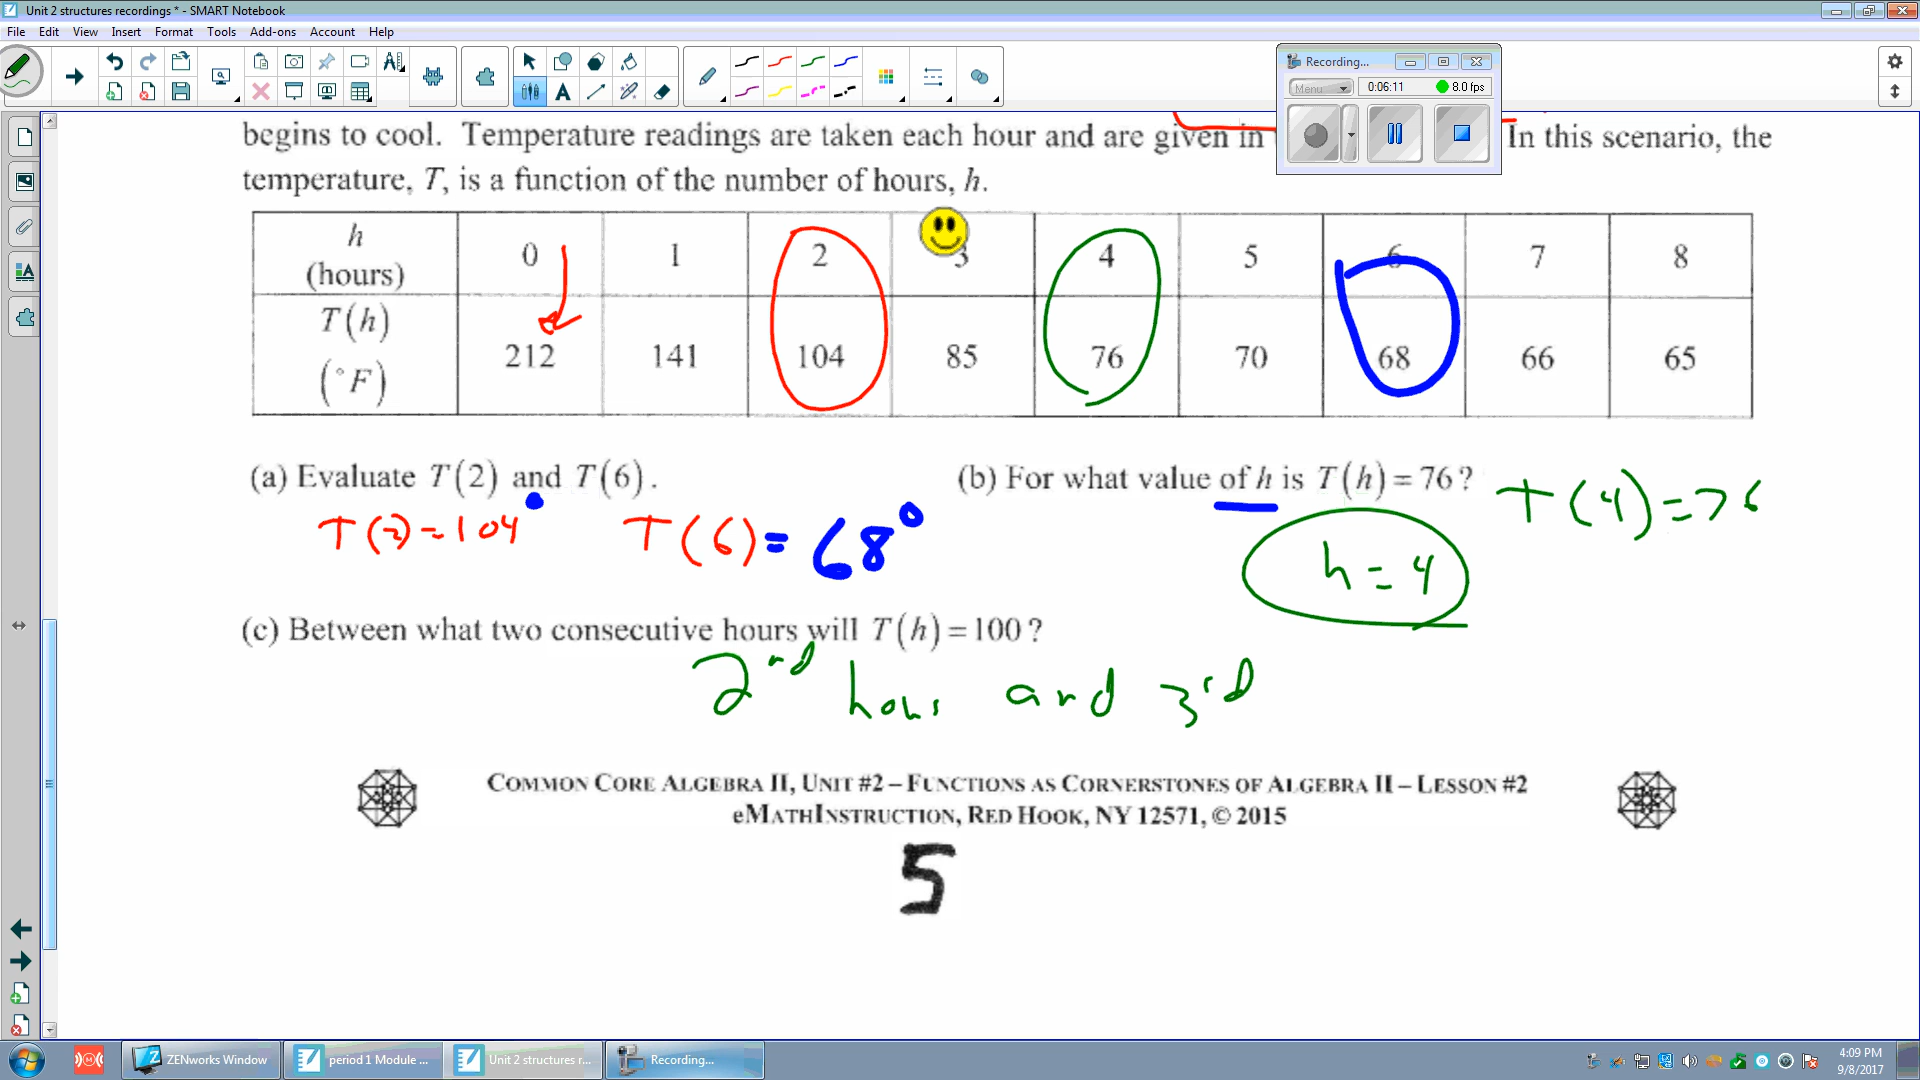 Unit 2 structures recordings * - SMART Notebook
File Edit View Insert Format Tools Add-ons Account Help
Recording...
Menu 0:06:11 8.0 fps
begins to cool. Temperature readings are taken each hour and are given in In this scenario, the
temperature, T, is a function of the number of hours, h.
h (hours) 0 1 2 3 4 5 6 7 8
T(h) (°F) 212 141 104 85 76 70 68 66 65
(a) Evaluate T(2) and T(6).
(b) For what value of h is T(h) = 76?
T(4) = 76
T(2) = 104° T(6) = 68°
h = 4
(c) Between what two consecutive hours will T(h) = 100?
2nd hour and 3rd
COMMON CORE ALGEBRA II, UNIT #2 – FUNCTIONS AS CORNERSTONES OF ALGEBRA II – LESSON #2
eMATHINSTRUCTION, RED HOOK, NY 12571, © 2015
5
ZENworks Window
period 1 Module ...
Unit 2 structures r...
Recording...
4:09 PM
9/8/2017